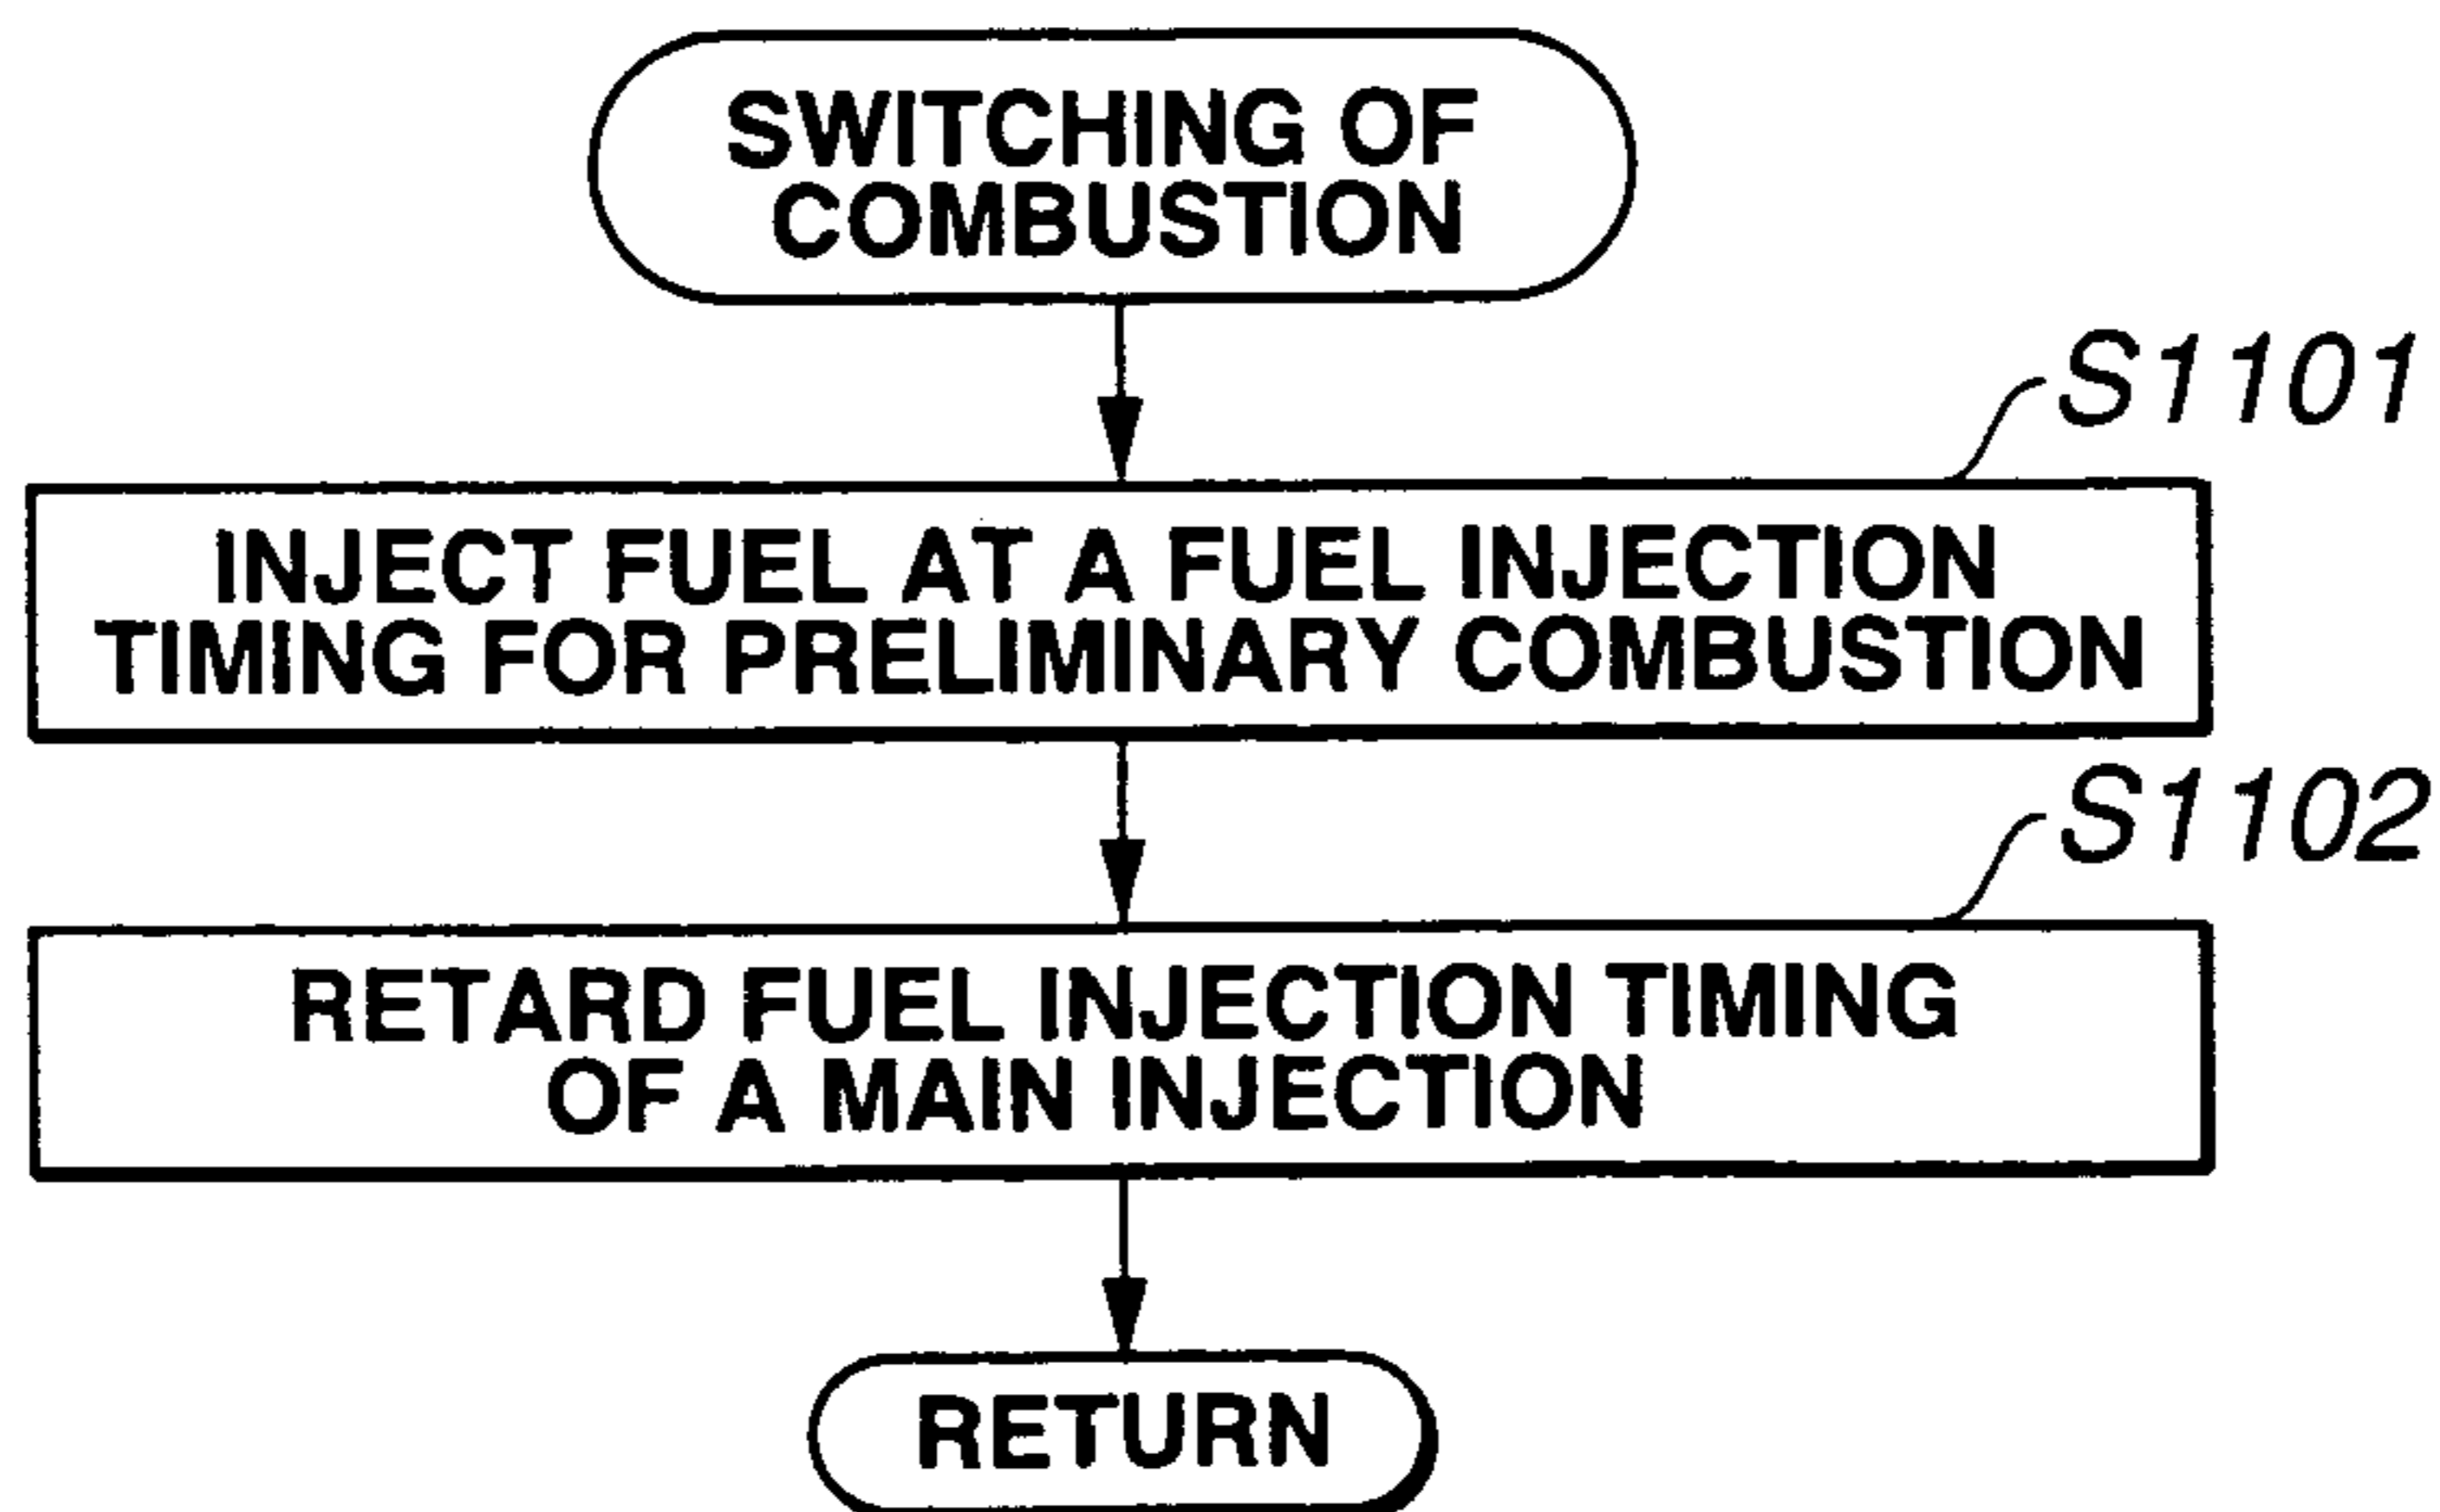 SWITCHING OF
COMBUSTION
S1101
INJECT FUEL AT A FUEL INJECTION
TIMING FOR PRELIMINARY COMBUSTION
S1102
RETARD FUEL INJECTION TIMING
OF A MAIN INJECTION
RETURN